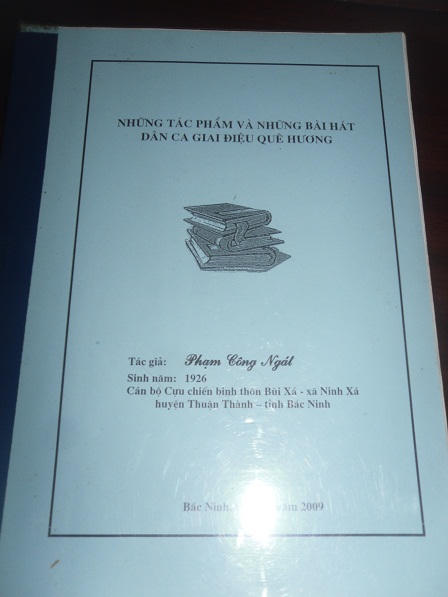 NHỮNG TÁC PHẨM VÀ NHỮNG BÀI HÁT
DÂN CA GIAI ĐIỆU QUÊ HƯƠNG
Tác giả: Phạm Công Ngát
Sinh năm: 1926
Cán bộ Cựu chiến binh thôn Bùi Xá - xã Ninh Xá
huyện Thuận Thành – tỉnh Bắc Ninh
Bắc Ninh, năm 2009